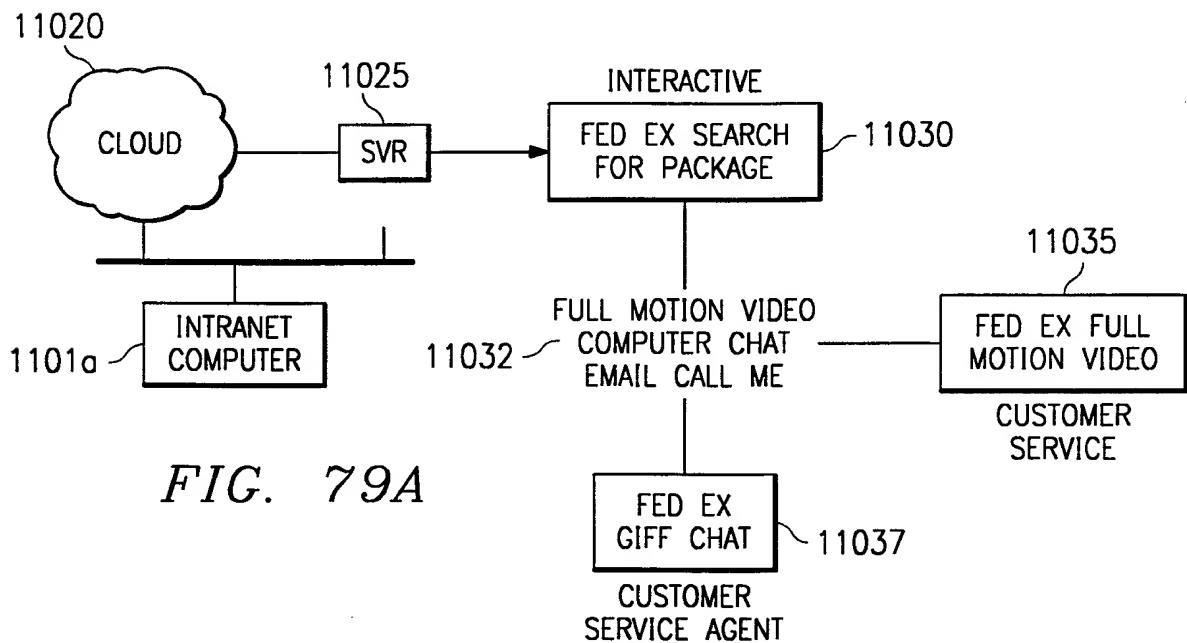 11020
CLOUD
11025
SVR
INTERACTIVE
FED EX SEARCH
FOR PACKAGE
11030
INTRANET
COMPUTER
1101a
11032
FULL MOTION VIDEO
COMPUTER CHAT
EMAIL CALL ME
11035
FED EX FULL
MOTION VIDEO
CUSTOMER
SERVICE
FED EX
GIFF CHAT
11037
CUSTOMER
SERVICE AGENT
FIG. 79A